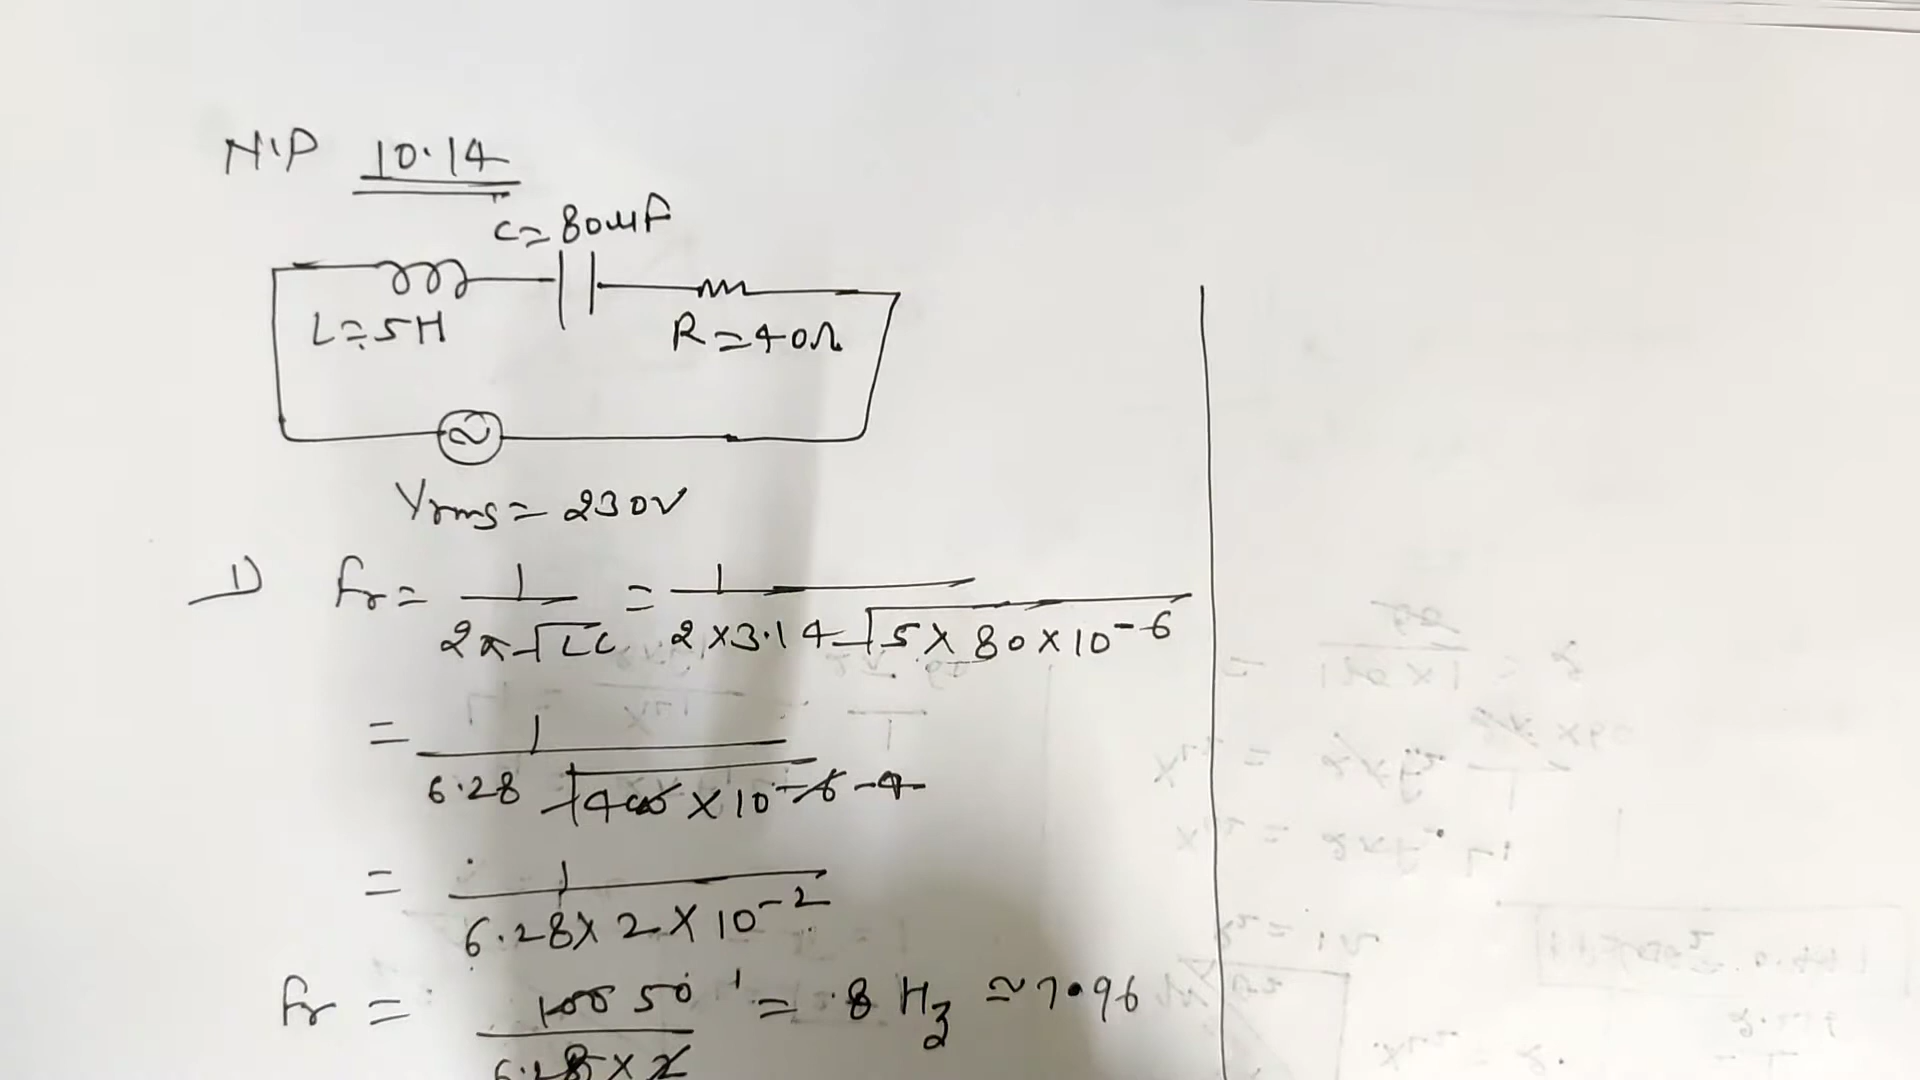 N.P 10.14
C = 80μF
L = 5H
R = 40Ω
Vrms = 230V
1) fr = 1 / 2π√LC = 1 / 2 × 3.14 √5 × 80 × 10^-6
= 1 / 6.28 √400 × 10^-6 -4
= 1 / 6.28 × 2 × 10^-2
fr = 100 50 / 6.28 × 2 = 8 Hz ≈ 7.96